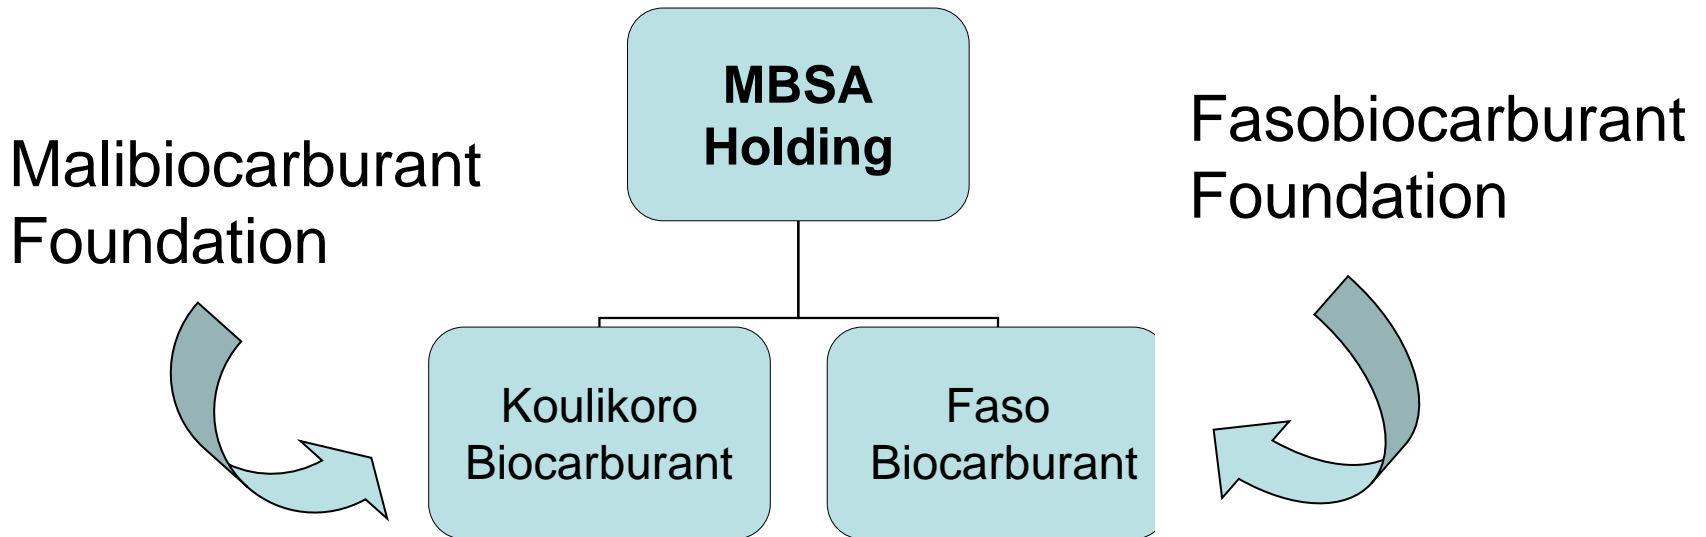 MBSA
Holding
Malibiocarburant
Foundation
Fasobiocarburant
Foundation
Koulikoro
Biocarburant
Faso
Biocarburant